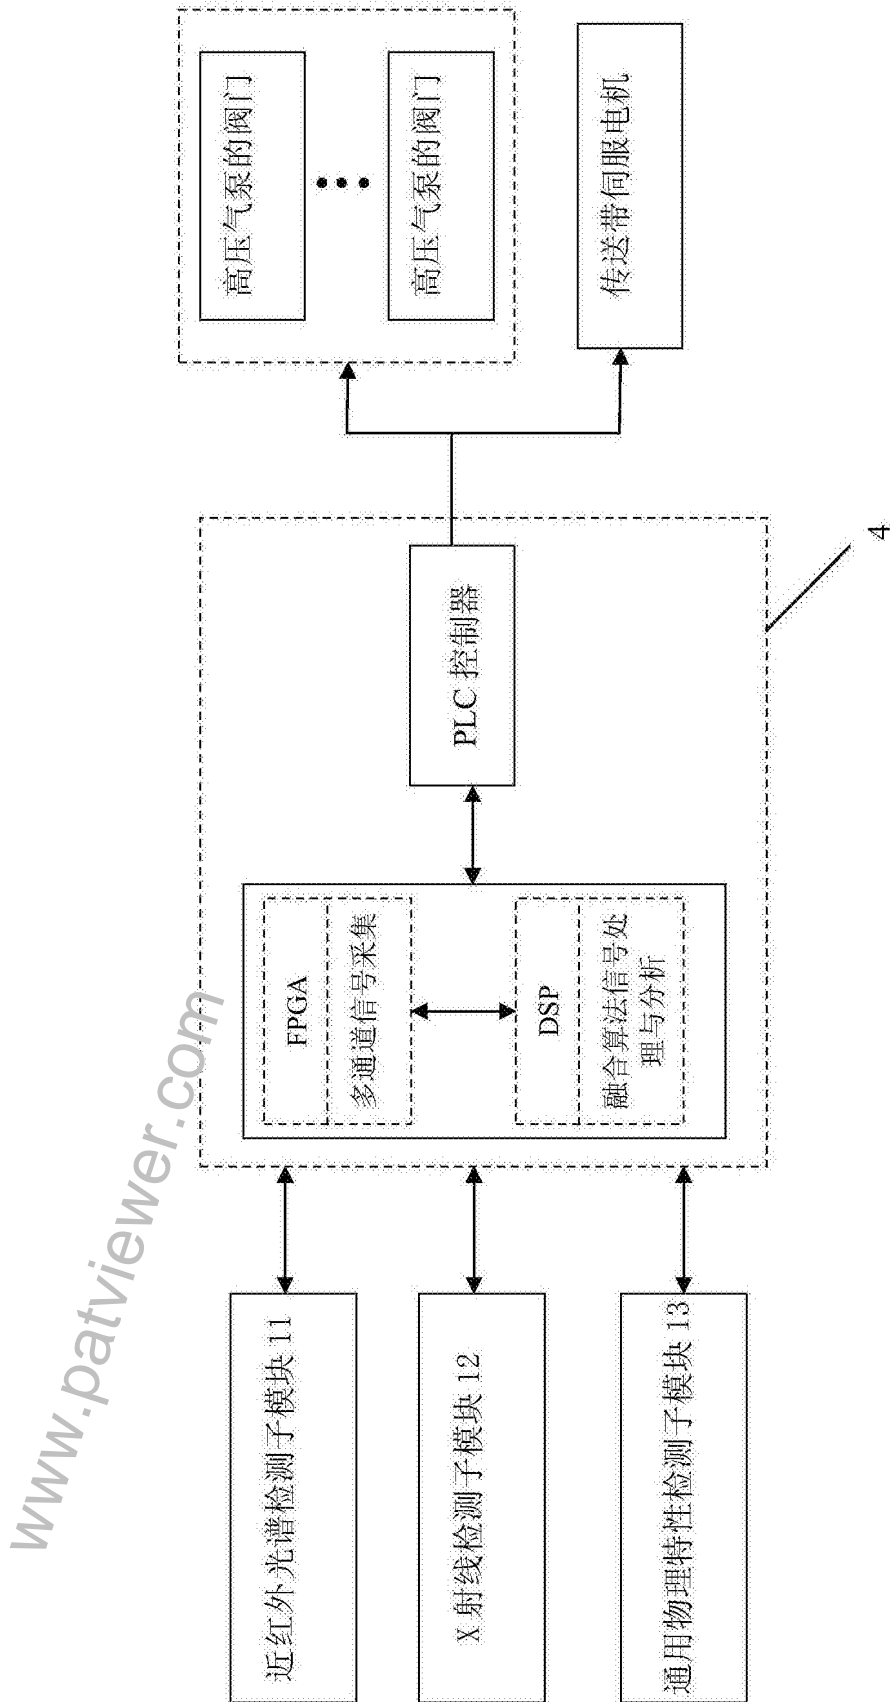 近红外光谱检测子模块 11
X 射线检测子模块 12
通用物理特性检测子模块 13
FPGA
多通道信号采集
DSP
融合算法信号处
理与分析
PLC 控制器
4
高压气泵的阀门
高压气泵的阀门
传送带伺服电机
www.patviewer.com